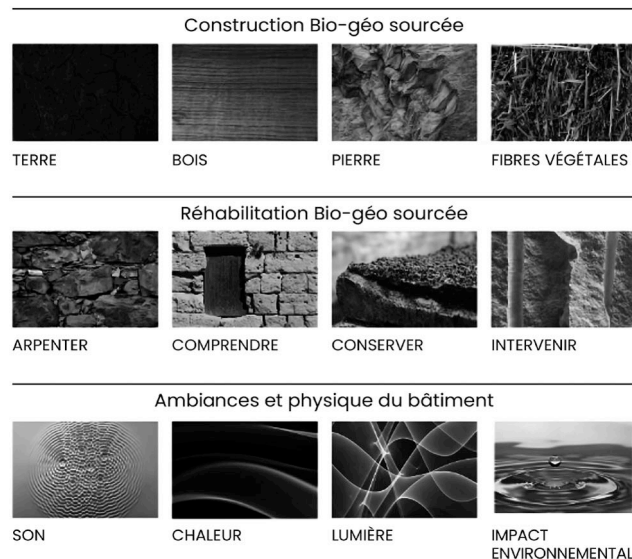 Construction Bio-géo sourcée
TERRE
BOIS
PIERRE
FIBRES VÉGÉTALES
Réhabilitation Bio-géo sourcée
ARPENTER
COMPRENDRE
CONSERVER
INTERVENIR
Ambiances et physique du bâtiment
SON
CHALEUR
LUMIÈRE
IMPACT
ENVIRONNEMENTAL